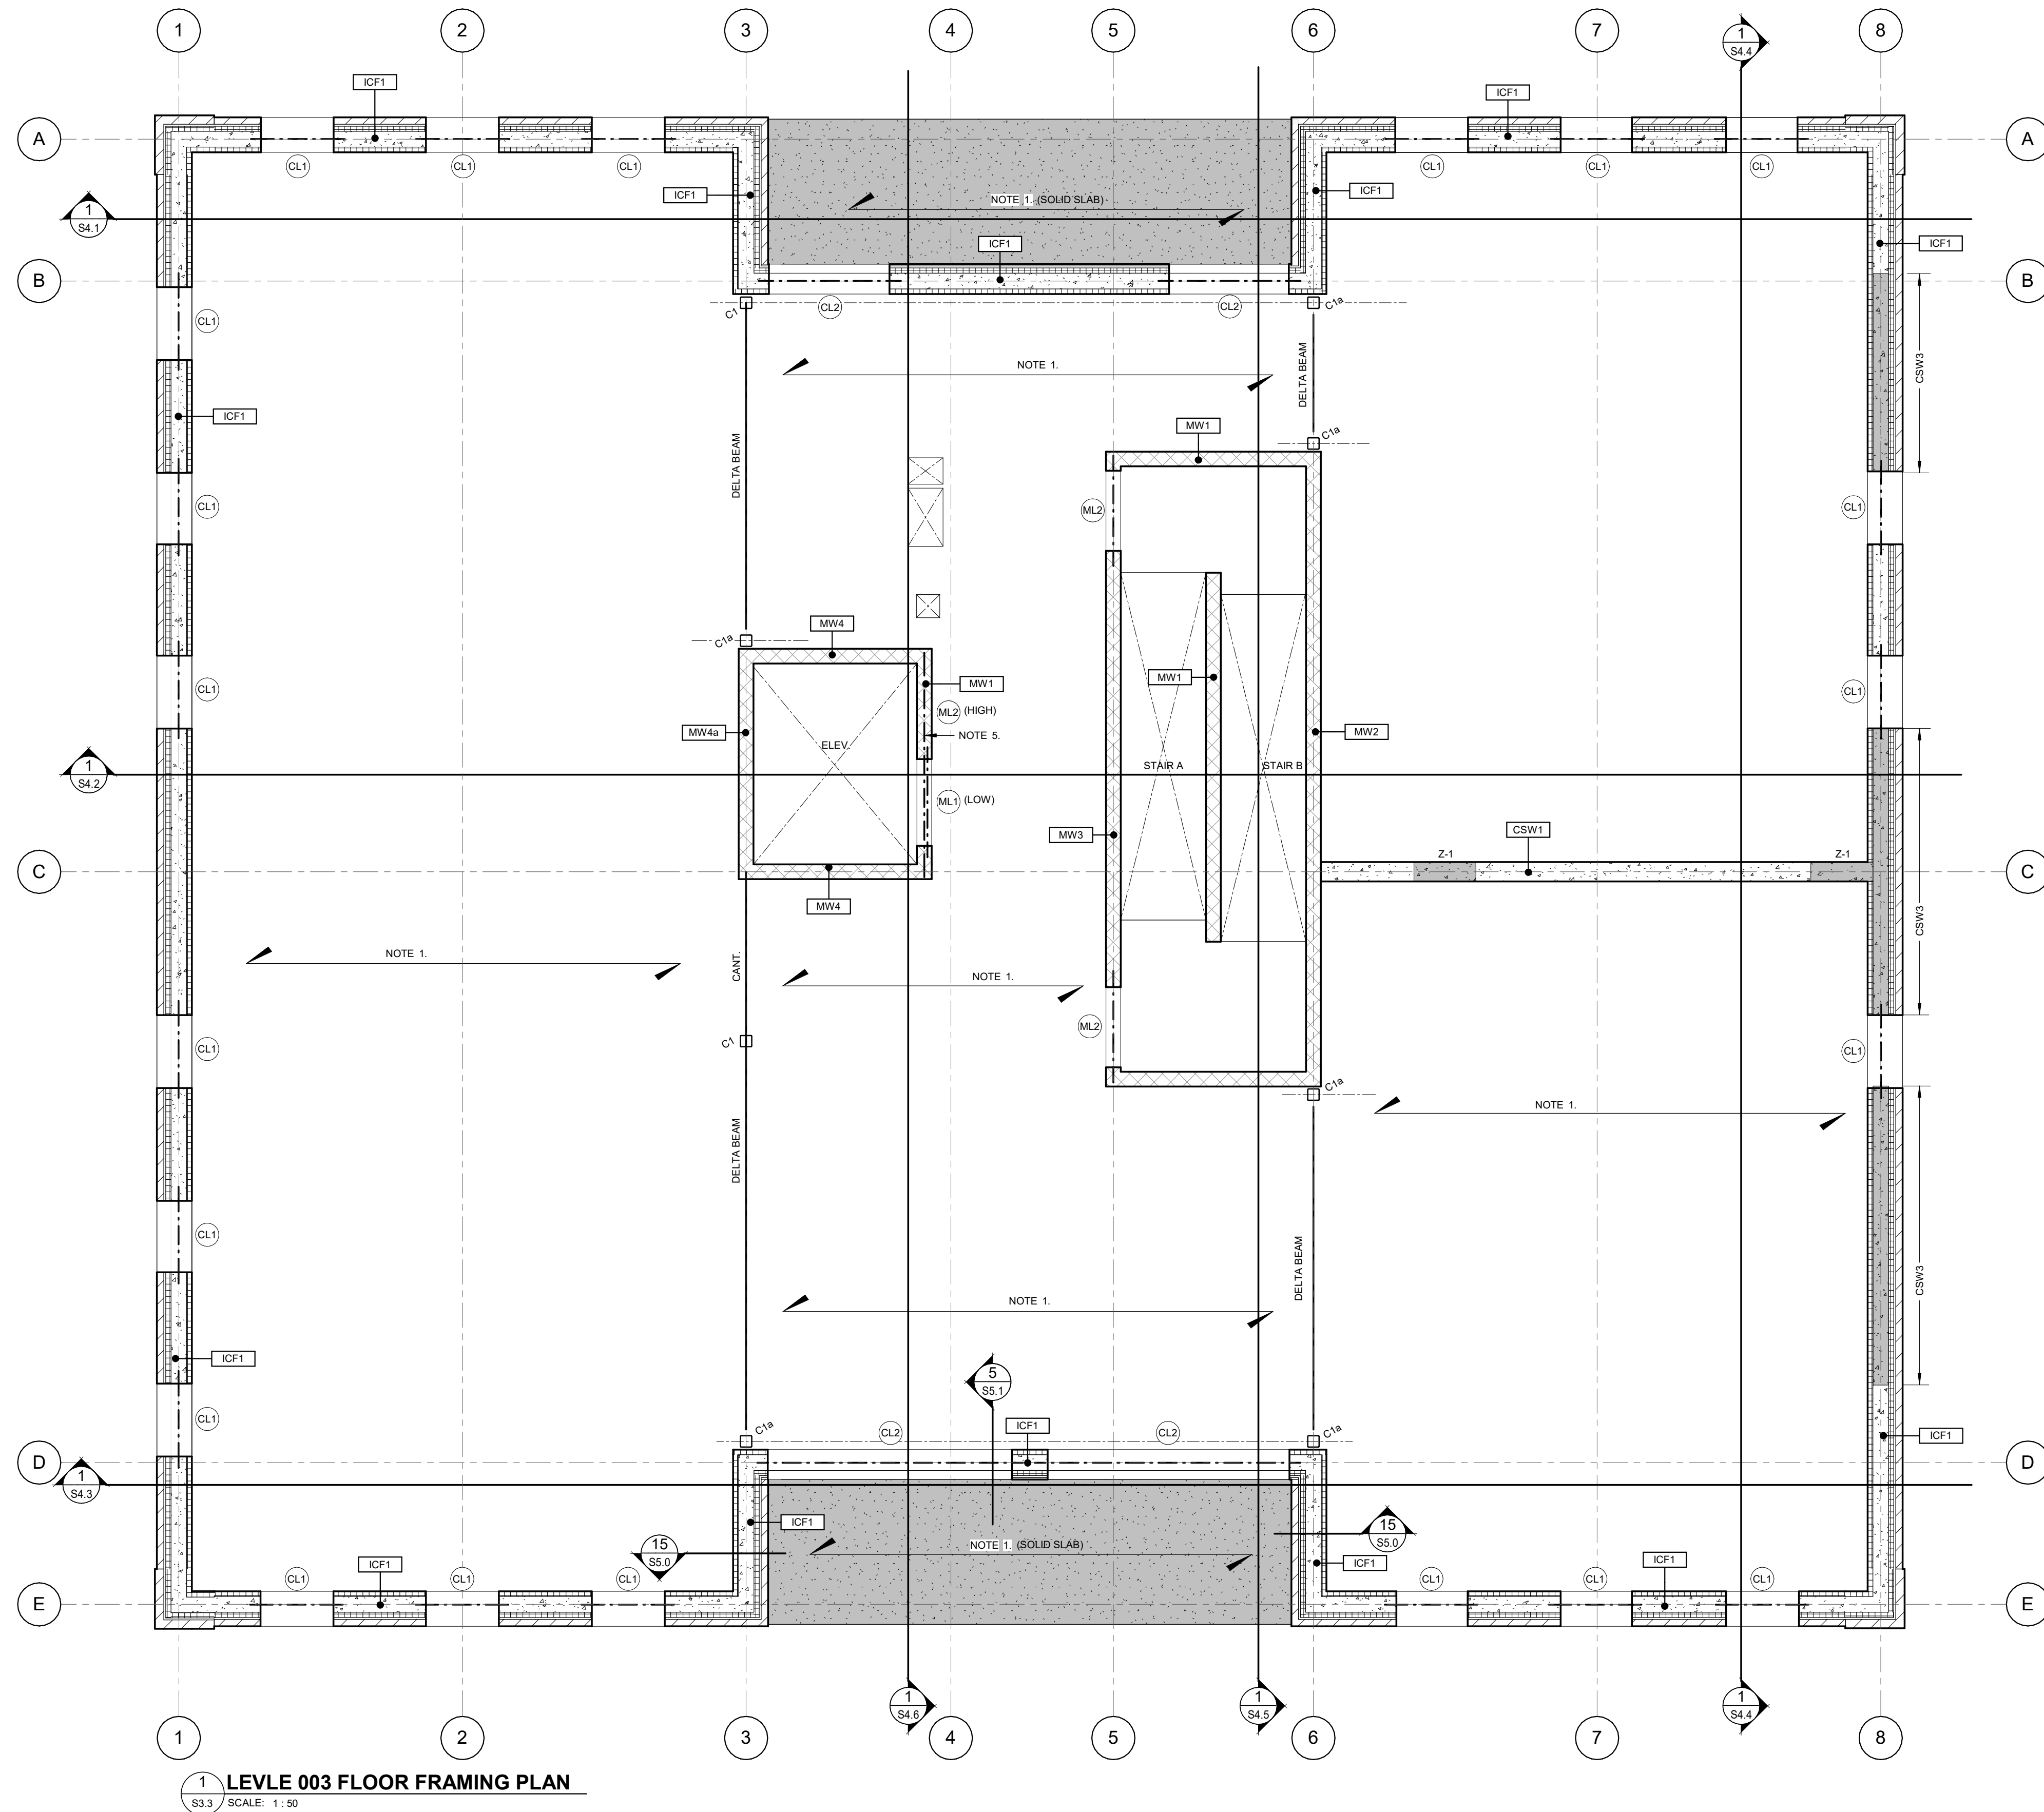 1 2 3 4 5 6 7 8
1
S4.4
ICF1
ICF1
A A
CL1 CL1 CL1 CL1 CL1 CL1
ICF1 ICF1
NOTE 1. (SOLID SLAB)
1
S4.1
ICF1 ICF1
B B
C1 CL2 CL2 C1a
CL1
NOTE 1.
DELTA BEAM
CSW3
ICF1
MW1
C1a
DELTA BEAM
CL1 ML2 CL1
MW4
C1a
MW1 MW1
CL1 CL1
ML2 (HIGH)
MW4a NOTE 5. MW2
ELEV.
STAIR A STAIR B
1
S4.2
ML1 (LOW)
MW3 CSW1
Z-1 Z-1
C C
MW4
CSW3
NOTE 1.
CANT.
NOTE 1.
ML2
C1
CL1 CL1
C1a
NOTE 1.
DELTA BEAM
CL1
DELTA BEAM
CSW3
NOTE 1.
ICF1
5
S5.1
CL1
C1a CL2 ICF1 CL2 C1a
ICF1
D D
1
S4.3
ICF1
15
S5.0
15
S5.0
NOTE 1. (SOLID SLAB)
ICF1 ICF1 ICF1
CL1 CL1 CL1 CL1 CL1 CL1
E E
1
S4.6
1
S4.5
1
S4.4
1 2 3 4 5 6 7 8
1
S3.3
LEVLE 003 FLOOR FRAMING PLAN
SCALE: 1 : 50